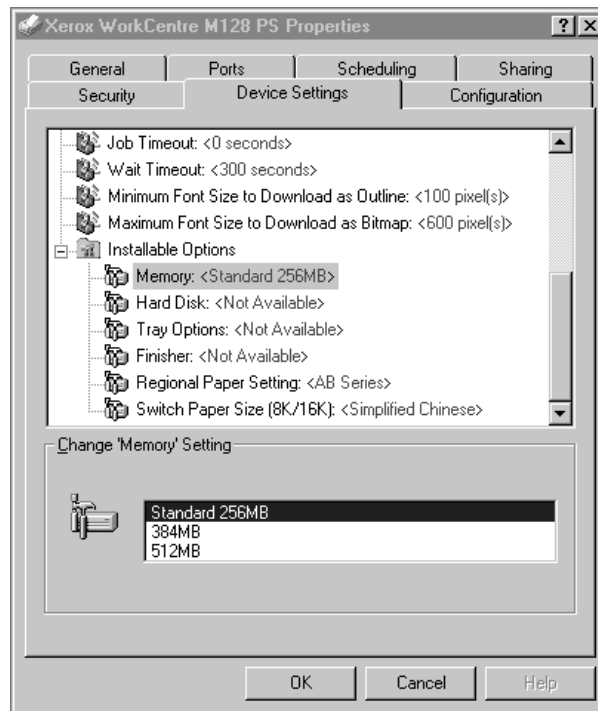 Xerox WorkCentre M128 PS Properties
General Ports Scheduling Sharing
Security Device Settings Configuration
Job Timeout: <0 seconds>
Wait Timeout: <300 seconds>
Minimum Font Size to Download as Outline: <100 pixel(s)>
Maximum Font Size to Download as Bitmap: <600 pixel(s)>
Installable Options
Memory: <Standard 256MB>
Hard Disk: <Not Available>
Tray Options: <Not Available>
Finisher: <Not Available>
Regional Paper Setting: <AB Series>
Switch Paper Size (8K/16K): <Simplified Chinese>
Change 'Memory' Setting
Standard 256MB
384MB
512MB
OK Cancel Help